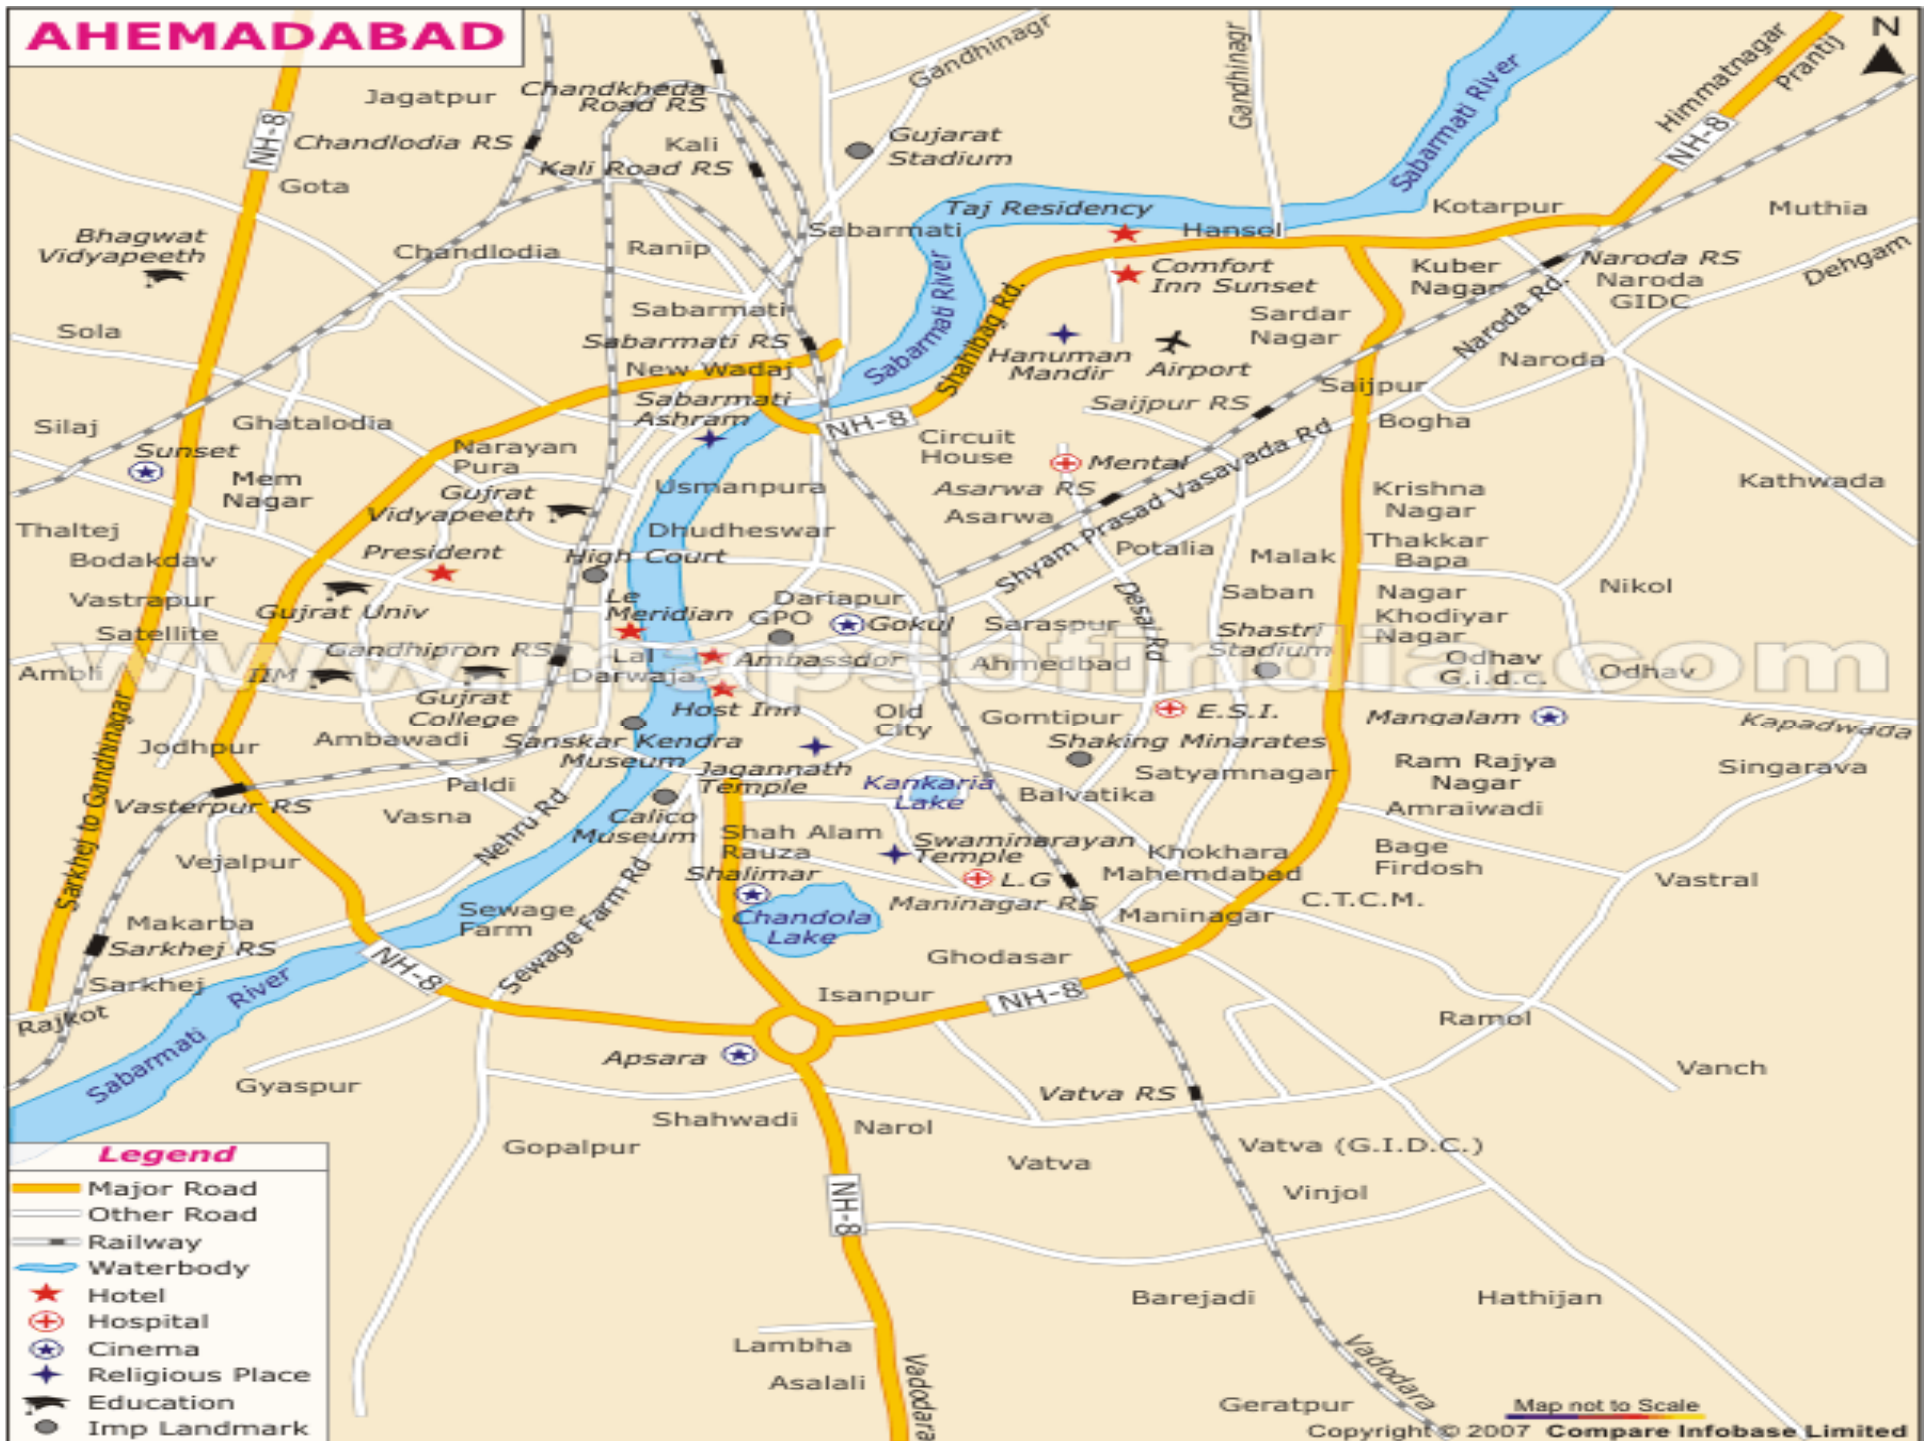 AHEMADABAD
N
Gandhinagr
Gandhinagr
Himmatnagar
Prantij
Jagatpur
Chandkheda
Road RS
NH-8
Chandlodia RS
Kali
Gujarat
Stadium
Sabarmati River
NH-8
Kali Road RS
Gota
Taj Residency
Kotarpur
Muthia
Bhagwat
Vidyapeeth
Chandlodia
Ranip
Sabarmati
Hansol
Comfort
Inn Sunset
Kuber
Nagar
Naroda RS
Naroda
GIDC
Dehgam
Sabarmati
Sardar
Nagar
Sola
Sabarmati RS
Sabarmati River
Shahibag Rd.
Hanuman
Mandir
Airport
Naroda Rd.
Naroda
New Wadaj
Saijpur
Sabarmati
Ashram
Saijpur RS
Bogha
Silaj
Ghatalodia
NH-8
Circuit
House
Sunset
Narayan
Pura
Mental
Shyam Prasad Vasavada Rd
Mem
Nagar
Gujrat
Vidyapeeth
Usmanpura
Asarwa RS
Asarwa
Krishna
Nagar
Kathwada
Thaltej
Dhudheswar
Bodakdav
President
High Court
Potalia
Malak
Thakkar
Bapa
Vastrapur
Gujrat Univ
Le
Meridian
Dariapur
GPO
Gokul
Saraspur
Desai Rd
Saban
Nagar
Khodiyar
Nagar
Nikol
Satellite
Shastri
Stadium
www.mapsofindia.com
Ambli
IIM
Gandhipron RS
Lal
Darwaja
Ambassdor
Ahmedbad
Odhav
G.i.d.c.
Odhav
Gujrat
College
Host Inn
Old
City
Gomtipur
E.S.I.
Mangalam
Kapadwada
Sarkhej to Gandhinagar
Jodhpur
Ambawadi
Sanskar Kendra
Museum
Shaking Minarates
Paldi
Jagannath
Temple
Kankaria
Lake
Satyamnagar
Ram Rajya
Nagar
Singarava
Vasterpur RS
Vasna
Nehru Rd
Calico
Museum
Balvatika
Amraiwadi
Vejalpur
Shah Alam
Rauza
Swaminarayan
Temple
Khokhara
Mahemdabad
Bage
Firdosh
Shalimar
L.G
Vastral
Makarba
Sewage
Farm
Sewage Farm Rd
Chandola
Lake
Maninagar RS
Maninagar
C.T.C.M.
Sarkhej RS
NH-8
Ghodasar
Sarkhej
River
Isanpur
NH-8
Rajkot
Ramol
Sabarmati
Apsara
Gyaspur
Vatva RS
Vanch
Shahwadi
Narol
Gopalpur
Vatva
Vatva (G.I.D.C.)
Vinjol
NH-8
Barejadi
Hathijan
Lambha
Asalali
Vadodara
Vadodara
Geratpur
Legend
Major Road
Other Road
Railway
Waterbody
Hotel
Hospital
Cinema
Religious Place
Education
Imp Landmark
Map not to Scale
Copyright © 2007 Compare Infobase Limited